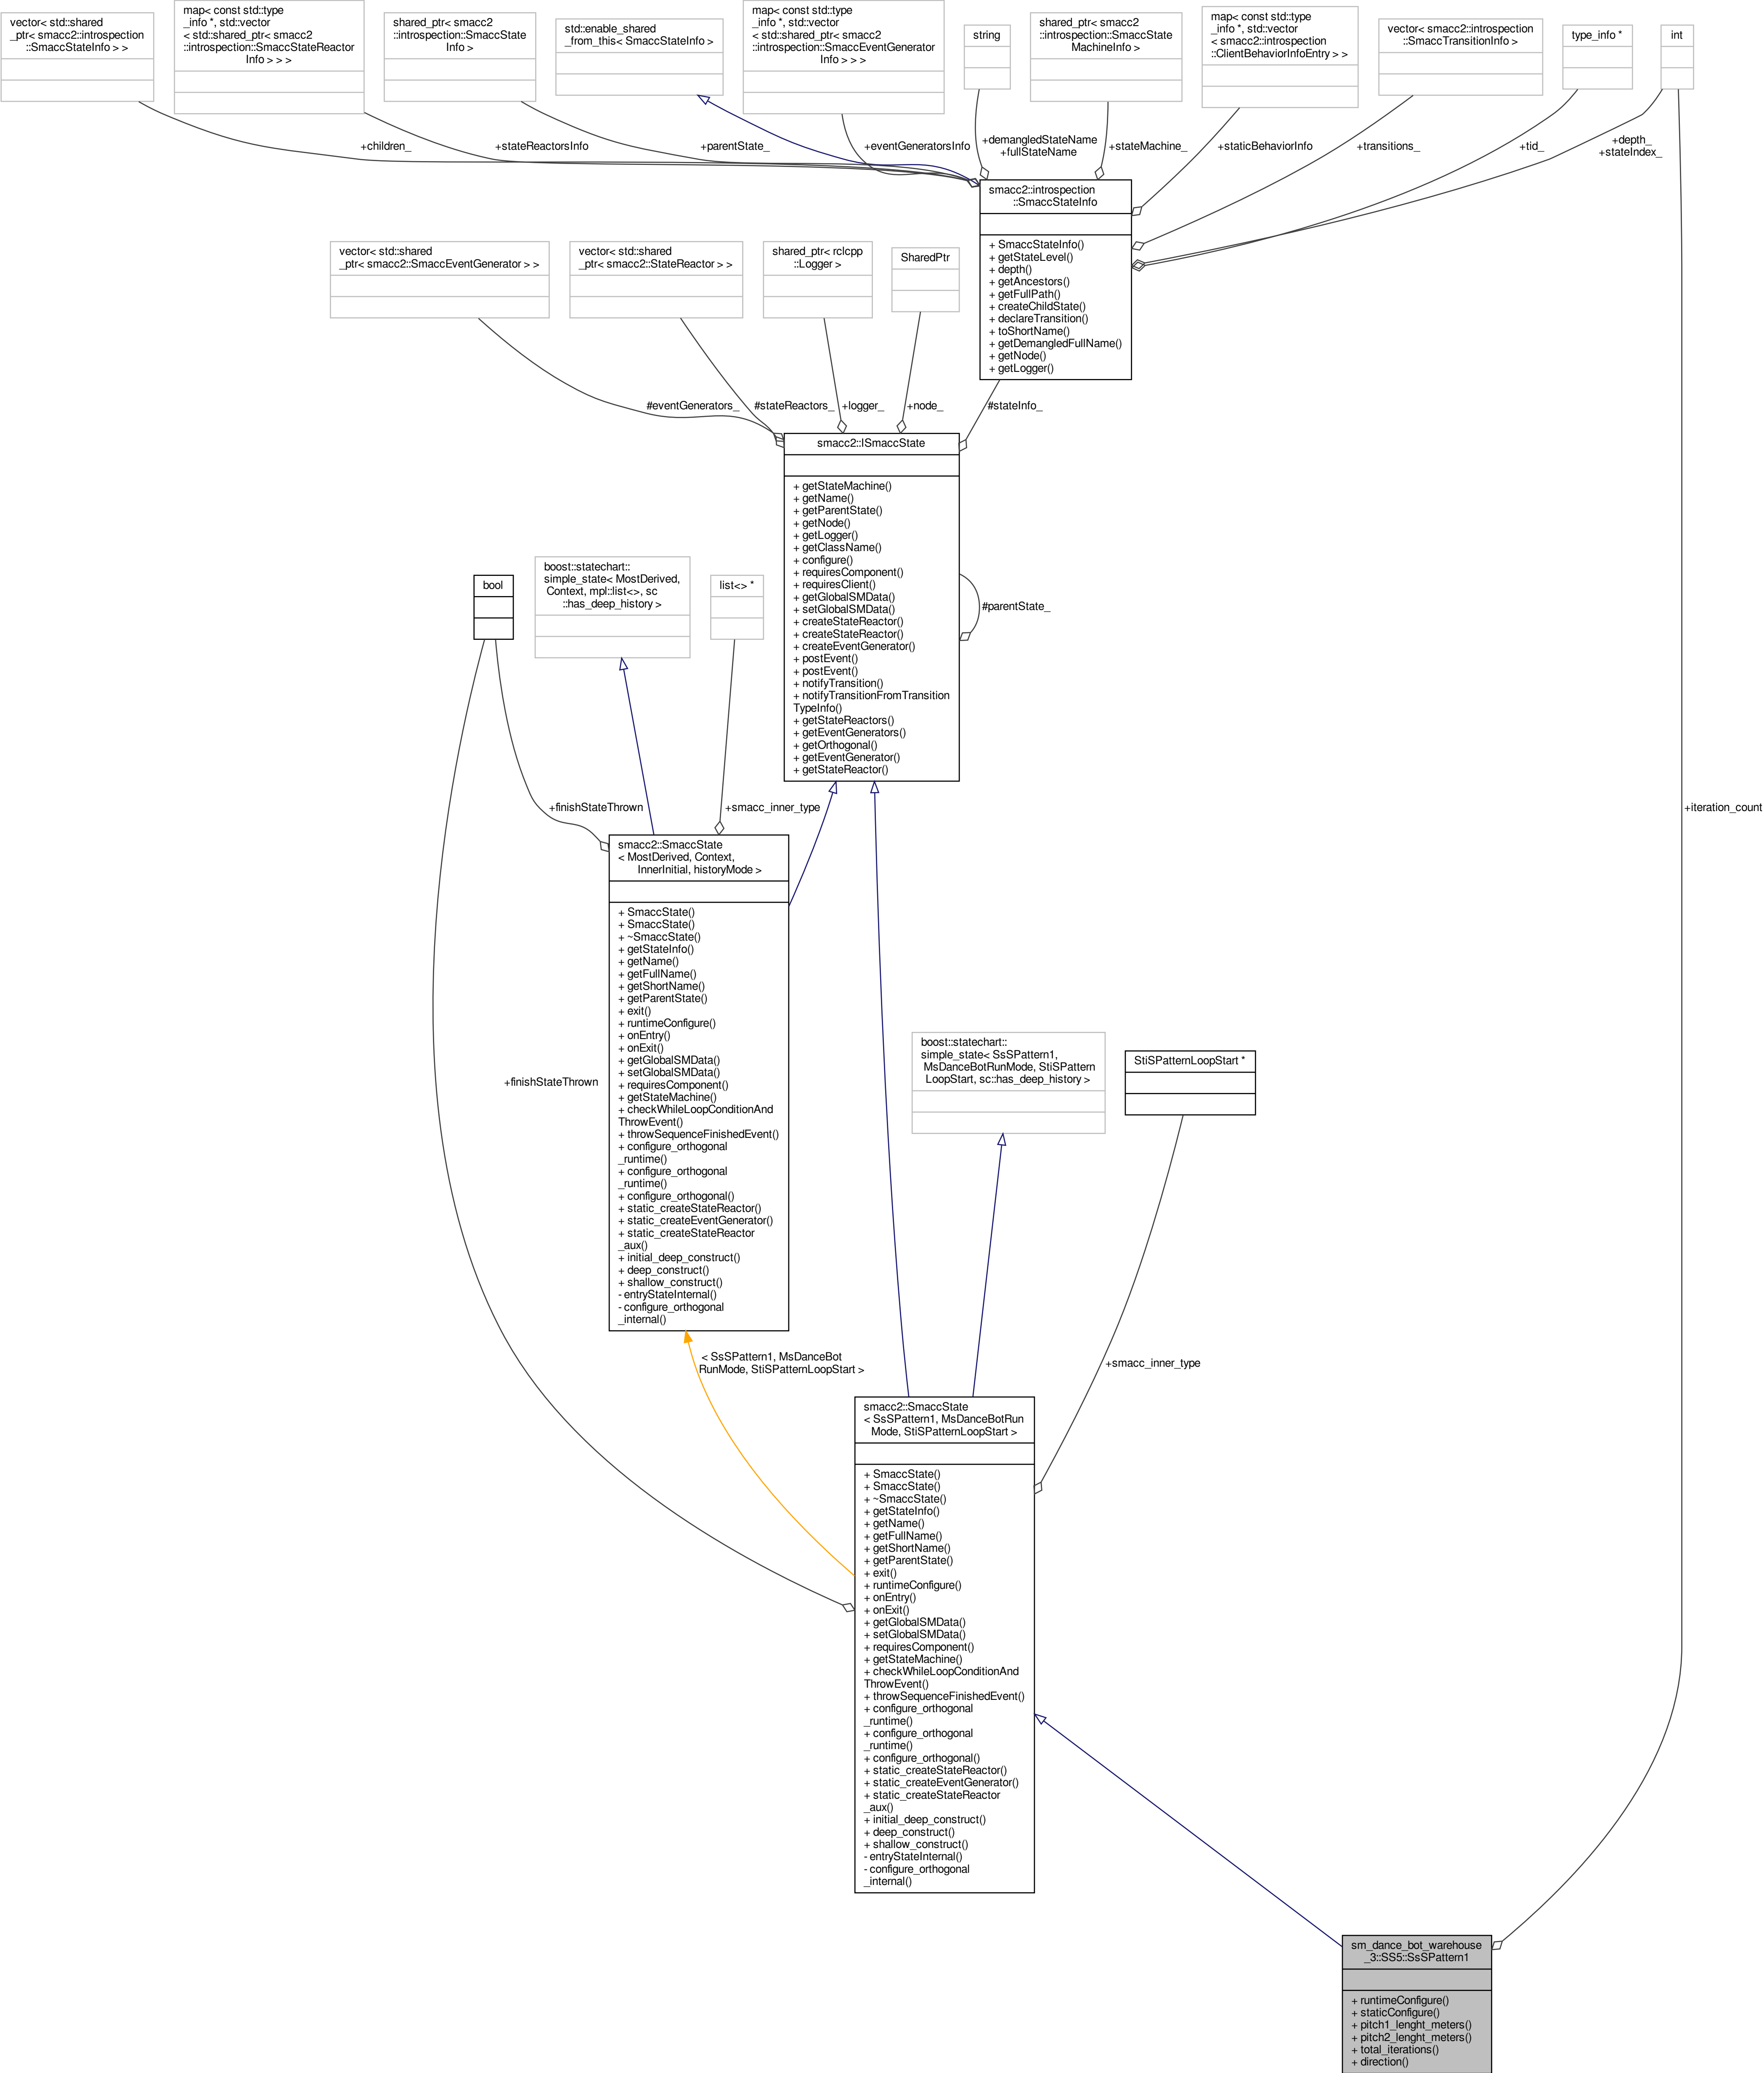 vector< std::shared
_ptr< smacc2::introspection
::SmaccStateInfo > >
map< const std::type
_info *, std::vector
< std::shared_ptr< smacc2
::introspection::SmaccStateReactor
Info > > >
shared_ptr< smacc2
::introspection::SmaccState
Info >
std::enable_shared
_from_this< SmaccStateInfo >
map< const std::type
_info *, std::vector
< std::shared_ptr< smacc2
::introspection::SmaccEventGenerator
Info > > >
string
shared_ptr< smacc2
::introspection::SmaccState
MachineInfo >
map< const std::type
_info *, std::vector
< smacc2::introspection
::ClientBehaviorInfoEntry > >
vector< smacc2::introspection
::SmaccTransitionInfo >
type_info *
int
+children_
+stateReactorsInfo
+parentState_
+eventGeneratorsInfo
+demangledStateName
+fullStateName
+stateMachine_
+staticBehaviorInfo
+transitions_
+tid_
+depth_
+stateIndex_
smacc2::introspection
::SmaccStateInfo
+ SmaccStateInfo()
+ getStateLevel()
+ depth()
+ getAncestors()
+ getFullPath()
+ createChildState()
+ declareTransition()
+ toShortName()
+ getDemangledFullName()
+ getNode()
+ getLogger()
vector< std::shared
_ptr< smacc2::SmaccEventGenerator > >
vector< std::shared
_ptr< smacc2::StateReactor > >
shared_ptr< rclcpp
::Logger >
SharedPtr
#eventGenerators_
#stateReactors_
+logger_
+node_
#stateInfo_
smacc2::ISmaccState
+ getStateMachine()
+ getName()
+ getParentState()
+ getNode()
+ getLogger()
+ getClassName()
+ configure()
+ requiresComponent()
+ requiresClient()
+ getGlobalSMData()
+ setGlobalSMData()
+ createStateReactor()
+ createStateReactor()
+ createEventGenerator()
+ postEvent()
+ postEvent()
+ notifyTransition()
+ notifyTransitionFromTransition
TypeInfo()
+ getStateReactors()
+ getEventGenerators()
+ getOrthogonal()
+ getEventGenerator()
+ getStateReactor()
#parentState_
bool
boost::statechart::
simple_state< MostDerived,
Context, mpl::list<>, sc
::has_deep_history >
list<> *
+finishStateThrown
+smacc_inner_type
+iteration_count
smacc2::SmaccState
< MostDerived, Context,
InnerInitial, historyMode >
+ SmaccState()
+ SmaccState()
+ ~SmaccState()
+ getStateInfo()
+ getName()
+ getFullName()
+ getShortName()
+ getParentState()
+ exit()
+ runtimeConfigure()
+ onEntry()
+ onExit()
+ getGlobalSMData()
+ setGlobalSMData()
+ requiresComponent()
+ getStateMachine()
+ checkWhileLoopConditionAnd
ThrowEvent()
+ throwSequenceFinishedEvent()
+ configure_orthogonal
_runtime()
+ configure_orthogonal
_runtime()
+ configure_orthogonal()
+ static_createStateReactor()
+ static_createEventGenerator()
+ static_createStateReactor
_aux()
+ initial_deep_construct()
+ deep_construct()
+ shallow_construct()
- entryStateInternal()
- configure_orthogonal
_internal()
+finishStateThrown
boost::statechart::
simple_state< SsSPattern1,
MsDanceBotRunMode, StiSPattern
LoopStart, sc::has_deep_history >
StiSPatternLoopStart *
< SsSPattern1, MsDanceBot
RunMode, StiSPatternLoopStart >
+smacc_inner_type
smacc2::SmaccState
< SsSPattern1, MsDanceBotRun
Mode, StiSPatternLoopStart >
+ SmaccState()
+ SmaccState()
+ ~SmaccState()
+ getStateInfo()
+ getName()
+ getFullName()
+ getShortName()
+ getParentState()
+ exit()
+ runtimeConfigure()
+ onEntry()
+ onExit()
+ getGlobalSMData()
+ setGlobalSMData()
+ requiresComponent()
+ getStateMachine()
+ checkWhileLoopConditionAnd
ThrowEvent()
+ throwSequenceFinishedEvent()
+ configure_orthogonal
_runtime()
+ configure_orthogonal
_runtime()
+ configure_orthogonal()
+ static_createStateReactor()
+ static_createEventGenerator()
+ static_createStateReactor
_aux()
+ initial_deep_construct()
+ deep_construct()
+ shallow_construct()
- entryStateInternal()
- configure_orthogonal
_internal()
sm_dance_bot_warehouse
_3::SS5::SsSPattern1
+ runtimeConfigure()
+ staticConfigure()
+ pitch1_lenght_meters()
+ pitch2_lenght_meters()
+ total_iterations()
+ direction()